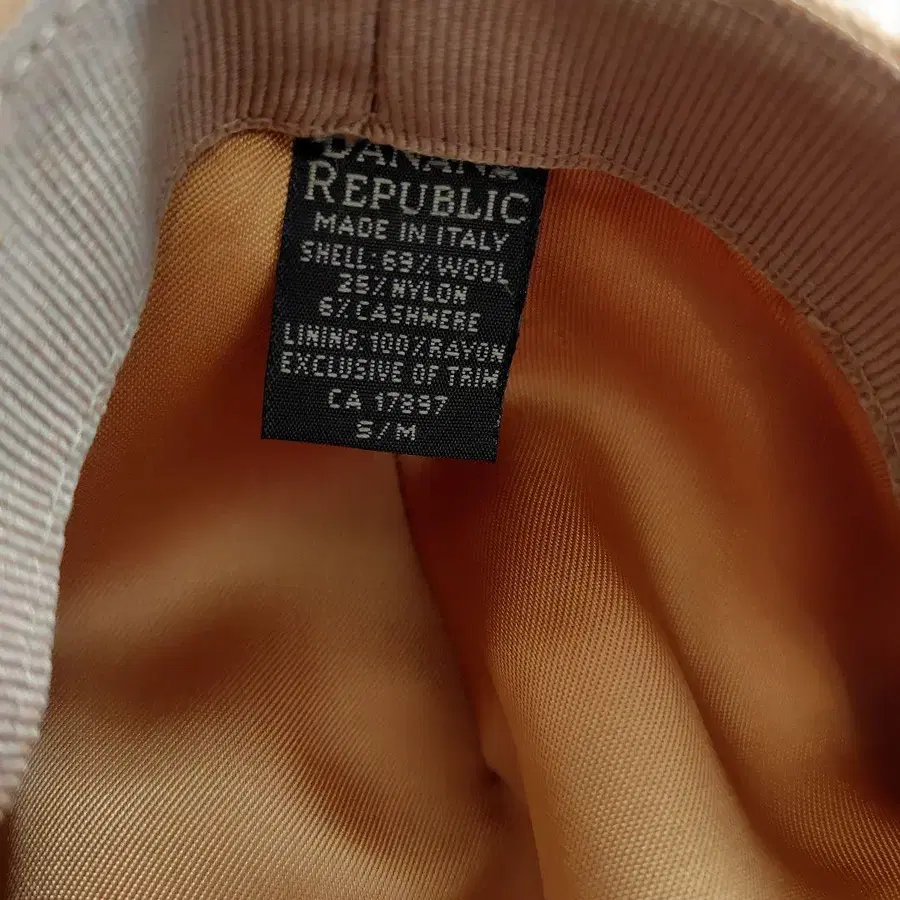 BANANA
REPUBLIC
MADE IN ITALY
SHELL: 69% WOOL
25% NYLON
6% CASHMERE
LINING: 100% RAYON
EXCLUSIVE OF TRIM
CA 17897
S/M